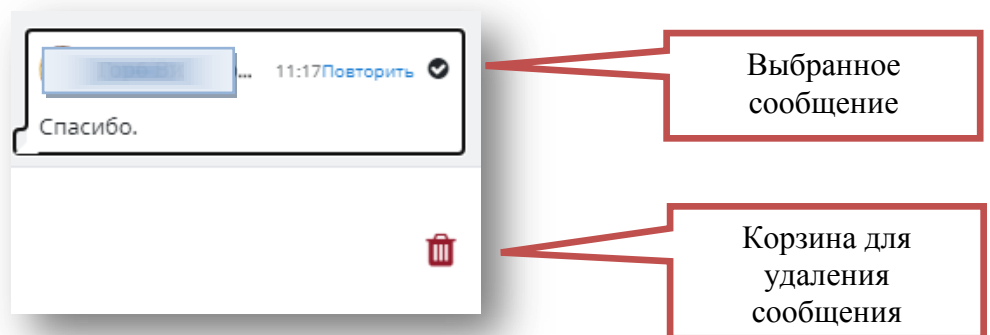 ... 11:17Повторить
Спасибо.
Выбранное
сообщение
Корзина для
удаления
сообщения